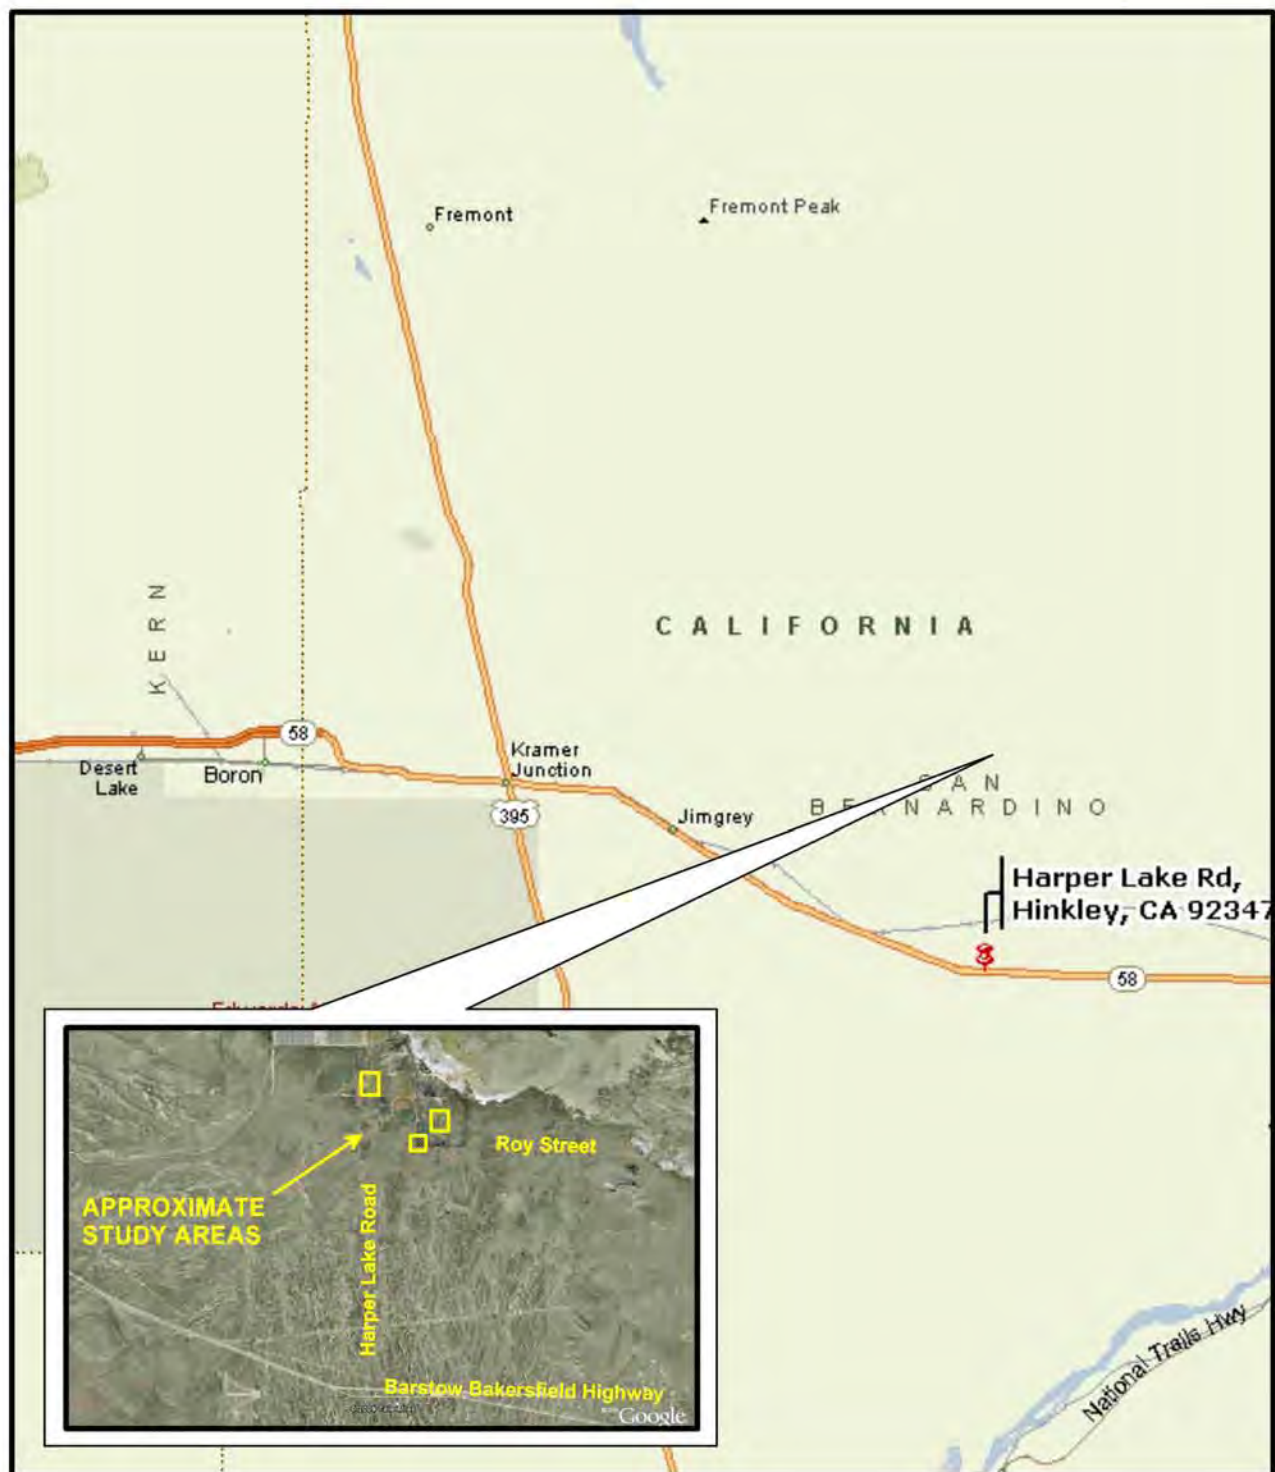 Fremont
Fremont Peak
KERN
CALIFORNIA
58
Desert
Lake
Boron
Kramer
Junction
395
Jimgrey
SAN
BERNARDINO
Harper Lake Rd,
Hinkley, CA 92347
58
Roy Street
APPROXIMATE
STUDY AREAS
Harper Lake Road
Barstow Bakersfield Highway
Google
National Trails Hwy